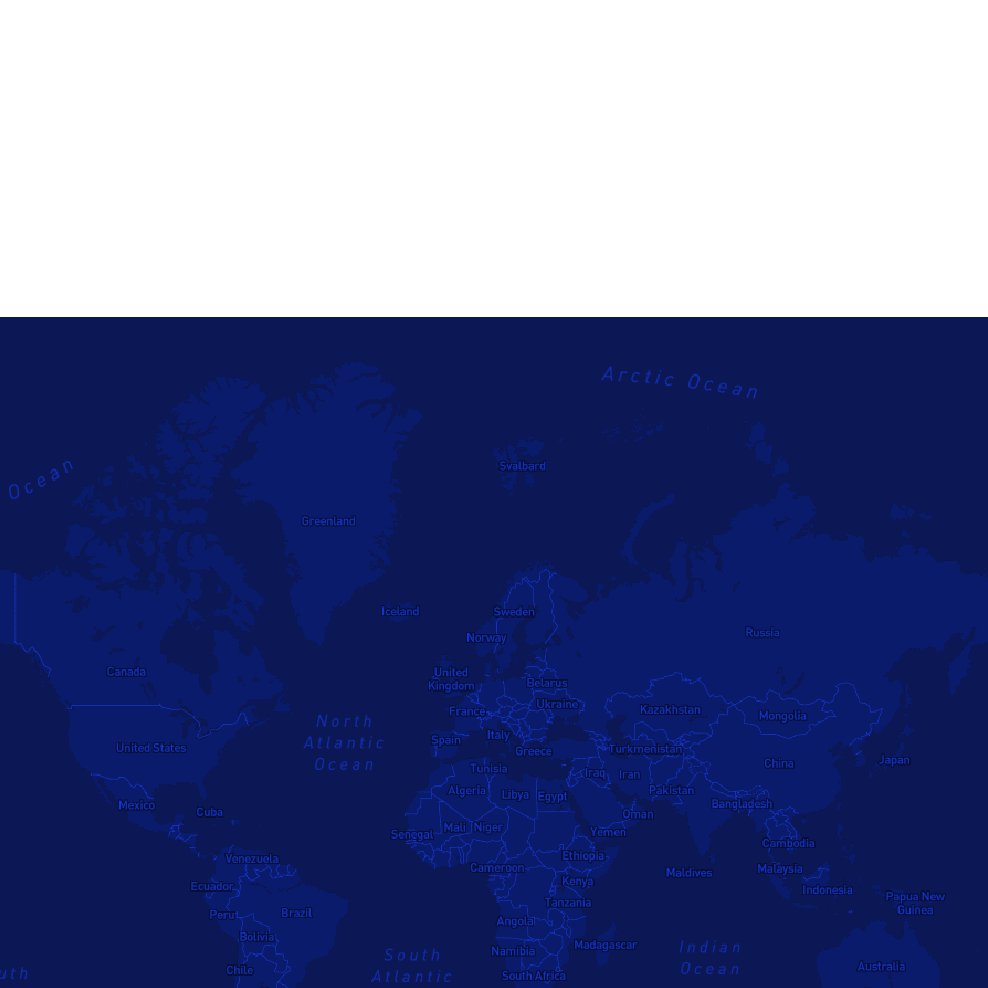 Arctic Ocean
Ocean
Svalbard
Greenland
Iceland
Sweden
Norway
Russia
Canada
United
Kingdom
Belarus
Ukraine
Kazakhstan
France
Mongolia
North
Atlantic
Ocean
United States
Spain
Italy
Greece
Turkmenistan
China
Japan
Tunisia
Iraq
Iran
Algeria
Libya
Egypt
Pakistan
Bangladesh
Mexico
Cuba
Oman
Senegal
Mali
Niger
Yemen
Cambodia
Venezuela
Ethiopia
Cameroon
Maldives
Malaysia
Ecuador
Kenya
Indonesia
Papua New
Guinea
Peru
Brazil
Tanzania
Angola
Bolivia
Madagascar
Indian
Ocean
Namibia
South
Atlantic
Chile
South Africa
Australia
uth